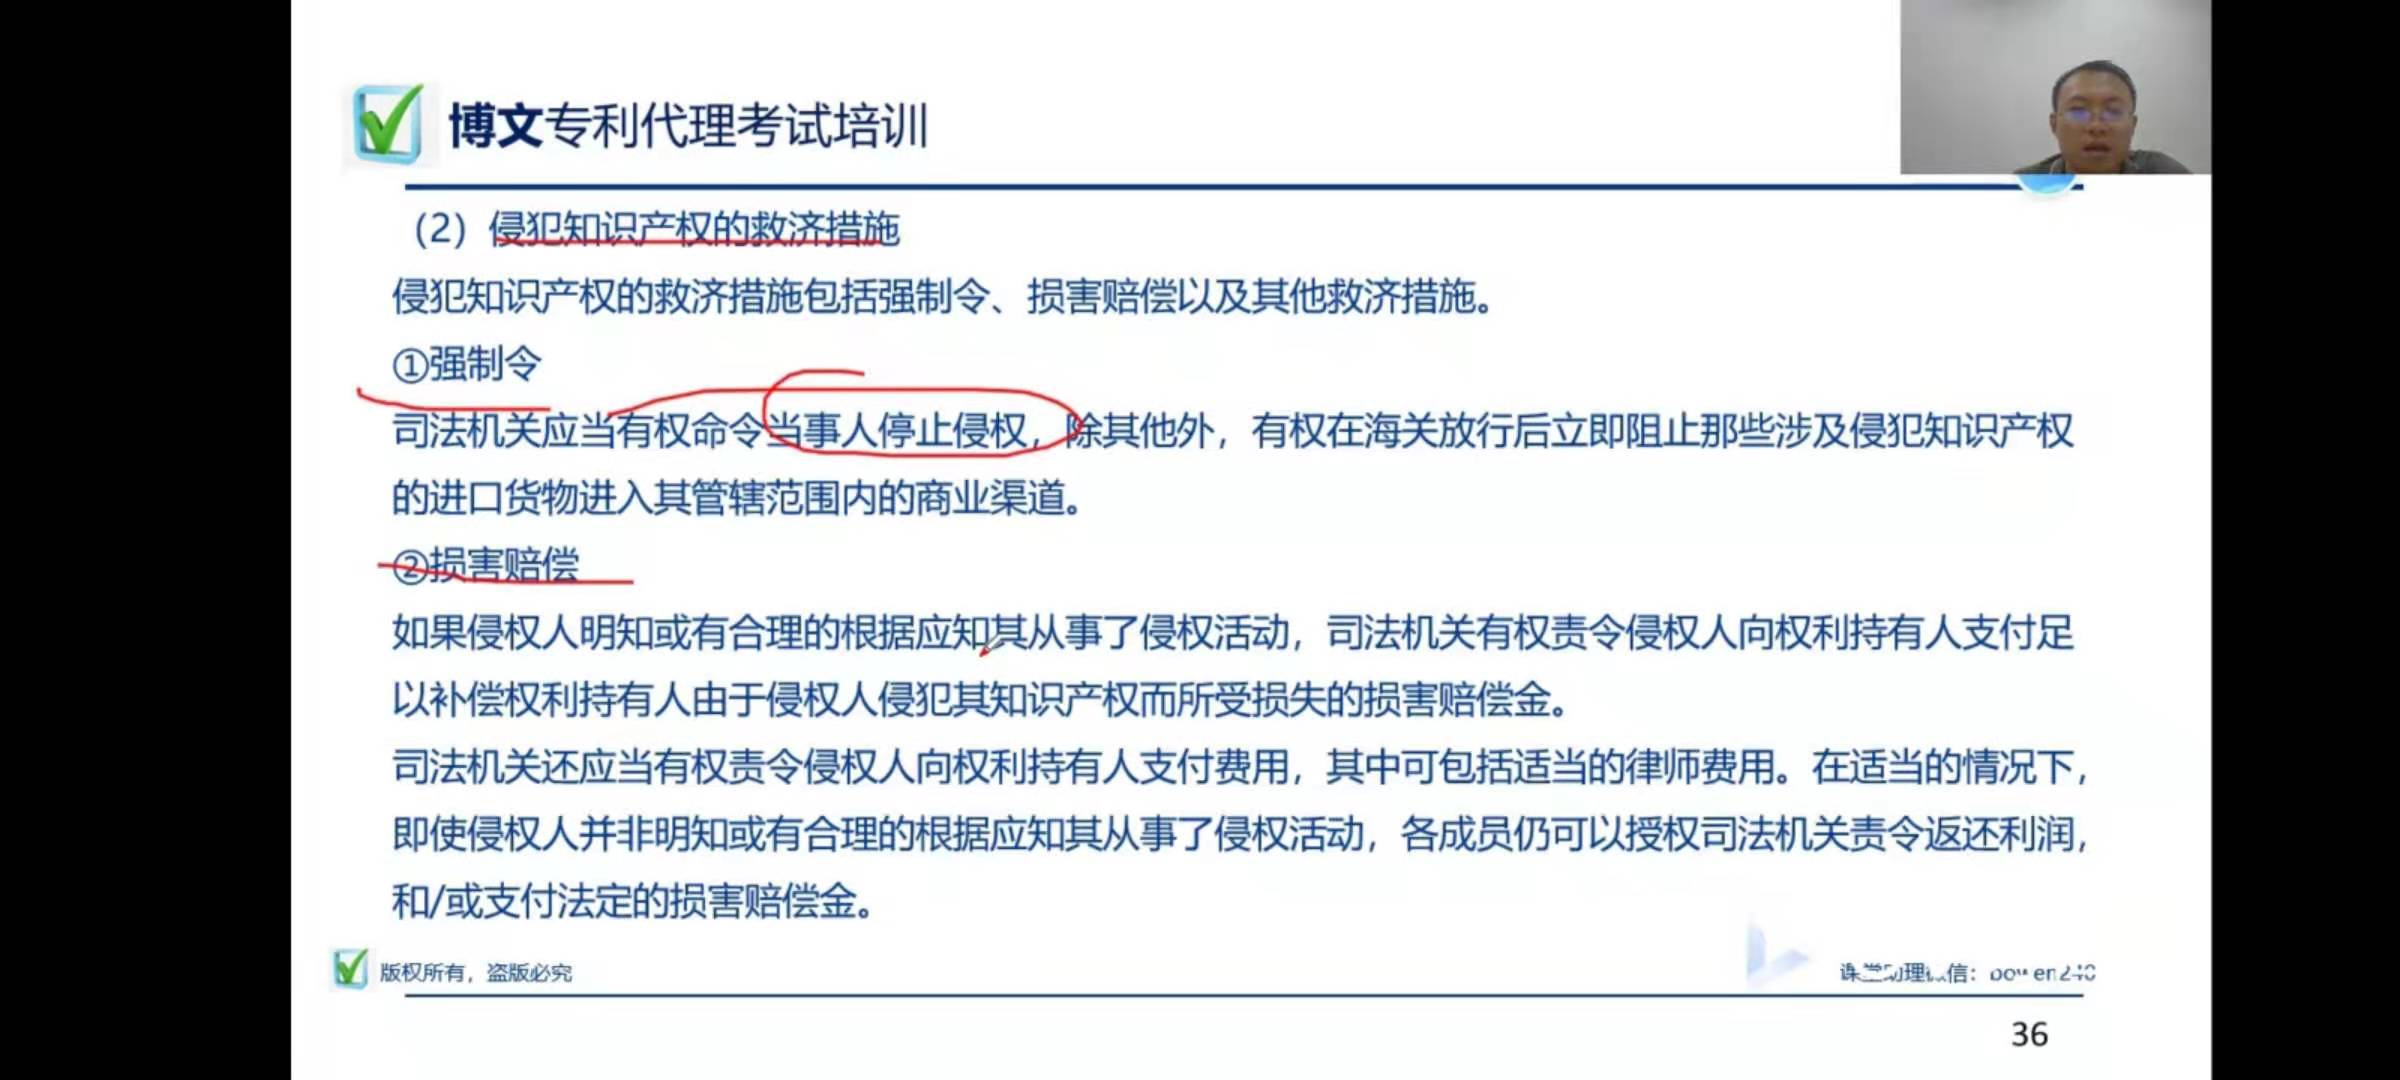 博文专利代理考试培训
（2）侵犯知识产权的救济措施
侵犯知识产权的救济措施包括强制令、损害赔偿以及其他救济措施。
①强制令
司法机关应当有权命令当事人停止侵权，除其他外，有权在海关放行后立即阻止那些涉及侵犯知识产权
的进口货物进入其管辖范围内的商业渠道。
②损害赔偿
如果侵权人明知或有合理的根据应知其从事了侵权活动，司法机关有权责令侵权人向权利持有人支付足
以补偿权利持有人由于侵权人侵犯其知识产权而所受损失的损害赔偿金。
司法机关还应当有权责令侵权人向权利持有人支付费用，其中可包括适当的律师费用。在适当的情况下，
即使侵权人并非明知或有合理的根据应知其从事了侵权活动，各成员仍可以授权司法机关责令返还利润，
和/或支付法定的损害赔偿金。
版权所有，盗版必究
课堂助理微信：
36